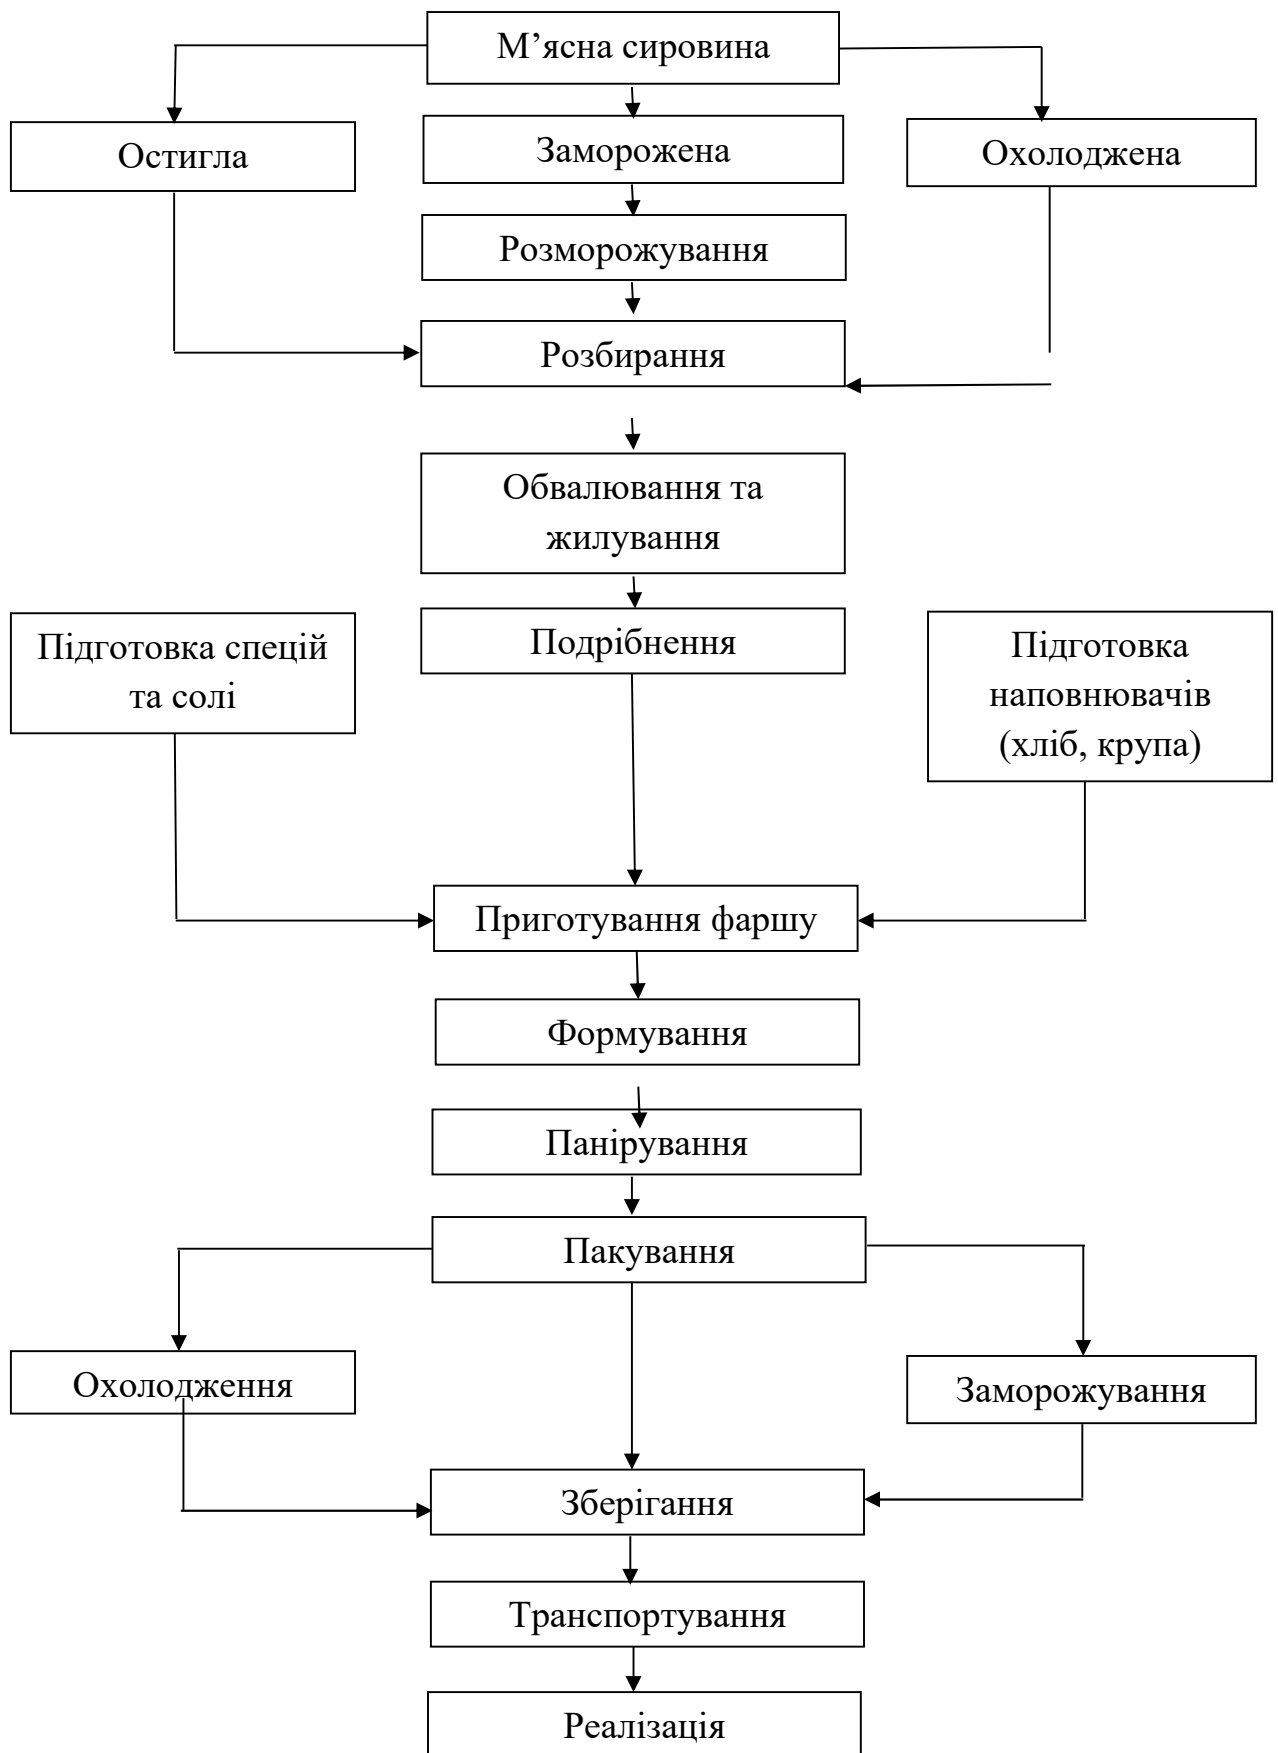 М’ясна сировина
Остигла
Заморожена
Охолоджена
Розморожування
Розбирання
Обвалювання та
жилування
Подрібнення
Підготовка спецій
та солі
Підготовка
наповнювачів
(хліб, крупа)
Приготування фаршу
Формування
Панірування
Пакування
Охолодження
Заморожування
Зберігання
Транспортування
Реалізація